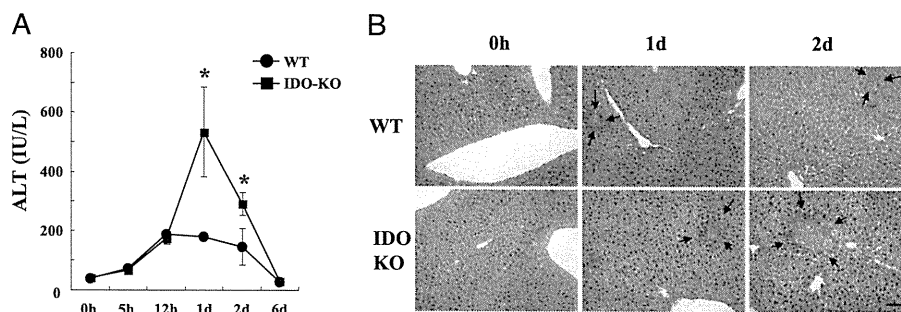 A
ALT (IU/L)
800
600
400
200
0
0h
5h
12h
1d
2d
6d
WT
IDO-KO
*
*
B
0h
1d
2d
WT
IDO
KO